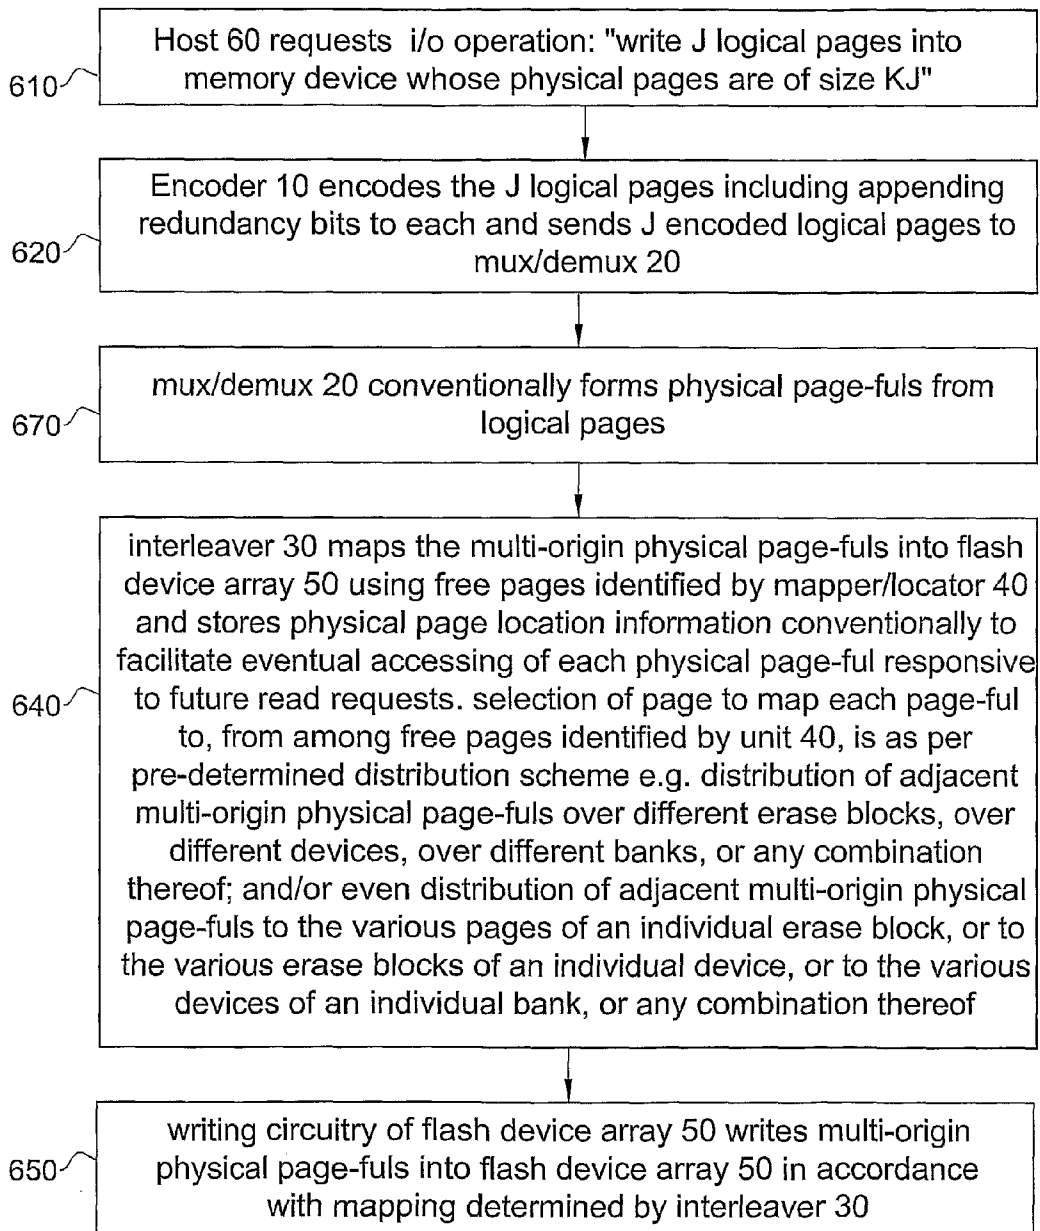 Host 60 requests i/o operation: "write J logical pages into
memory device whose physical pages are of size KJ"
610
Encoder 10 encodes the J logical pages including appending
redundancy bits to each and sends J encoded logical pages to
mux/demux 20
620
mux/demux 20 conventionally forms physical page-fuls from
logical pages
670
interleaver 30 maps the multi-origin physical page-fuls into flash
device array 50 using free pages identified by mapper/locator 40
and stores physical page location information conventionally to
facilitate eventual accessing of each physical page-ful responsive
to future read requests. selection of page to map each page-ful
to, from among free pages identified by unit 40, is as per
pre-determined distribution scheme e.g. distribution of adjacent
multi-origin physical page-fuls over different erase blocks, over
different devices, over different banks, or any combination
thereof; and/or even distribution of adjacent multi-origin physical
page-fuls to the various pages of an individual erase block, or to
the various erase blocks of an individual device, or to the various
devices of an individual bank, or any combination thereof
640
writing circuitry of flash device array 50 writes multi-origin
physical page-fuls into flash device array 50 in accordance
with mapping determined by interleaver 30
650